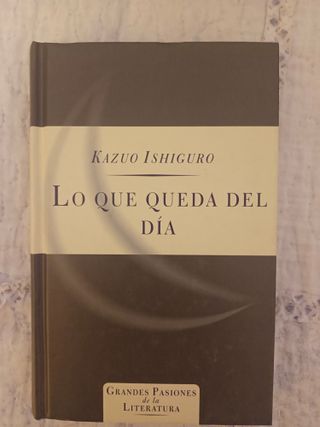 KAZUO ISHIGURO
LO QUE QUEDA DEL
DÍA
GRANDES PASIONES
de la
LITERATURA